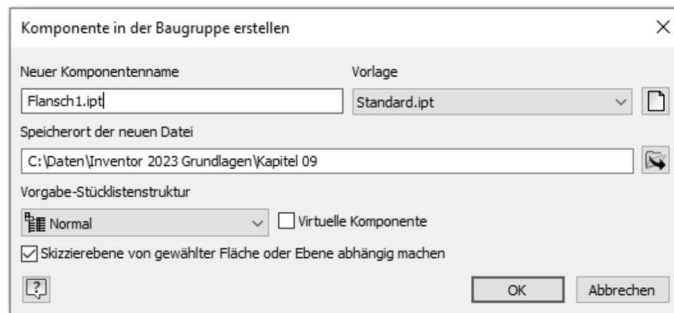 Komponente in der Baugruppe erstellen
Neuer Komponentenname Vorlage
Flansch1.ipt Standard.ipt
Speicherort der neuen Datei
C:\Daten\Inventor 2023 Grundlagen\Kapitel 09
Vorgabe-Stücklistenstruktur
Normal Virtuelle Komponente
Skizzierebene von gewählter Fläche oder Ebene abhängig machen
OK Abbrechen